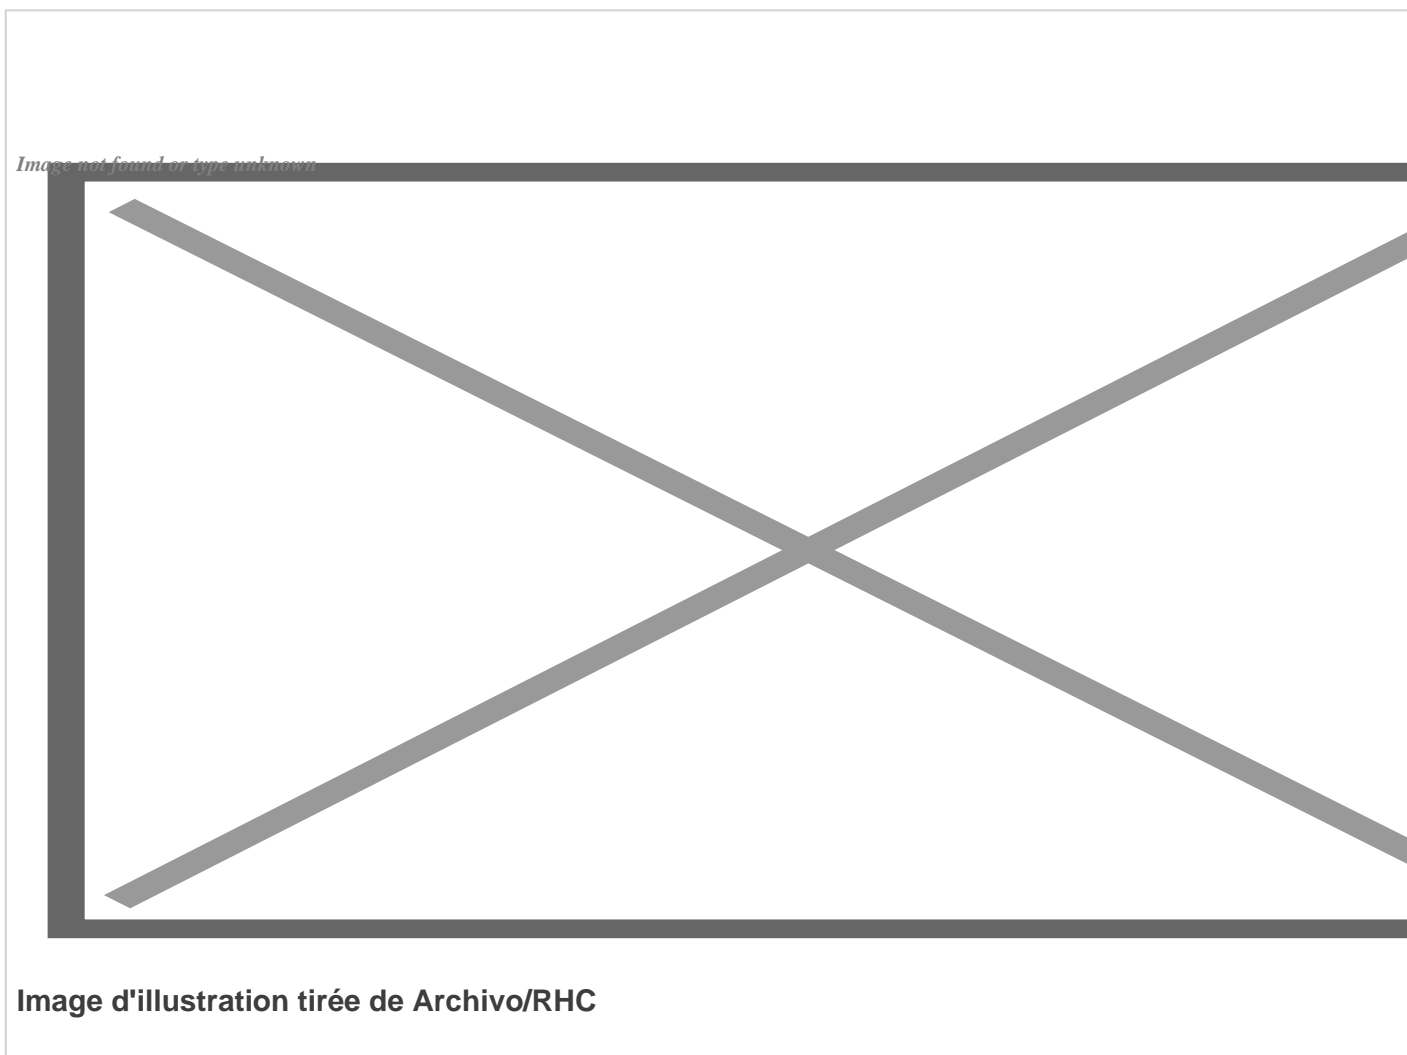 Image not found or type unknown
Image d'illustration tirée de Archivo/RHC